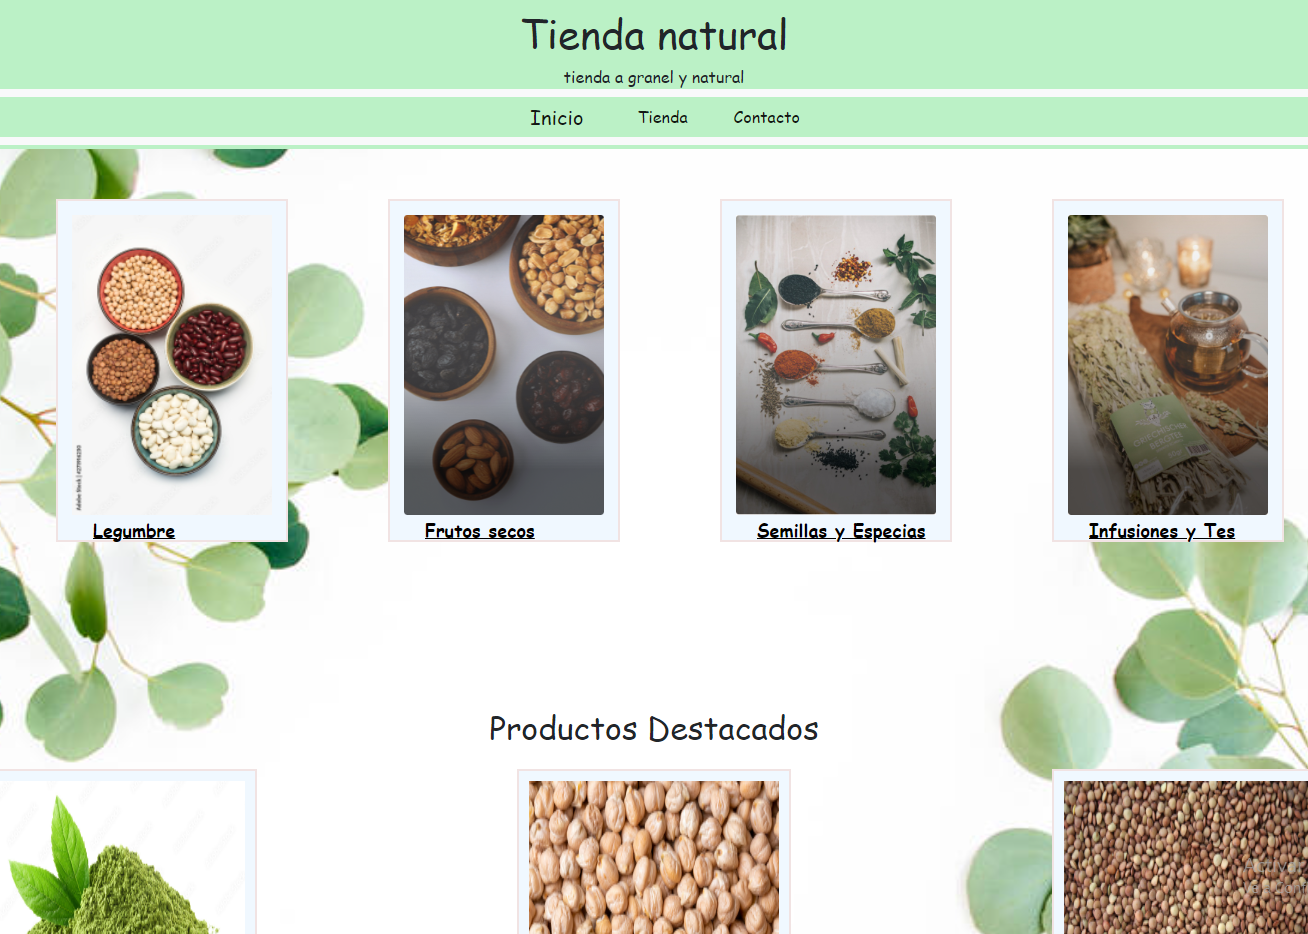 Tienda natural
tienda a granel y natural
Inicio Tienda Contacto
Legumbre Frutos secos Semillas y Especias Infusiones y Tes
Productos Destacados